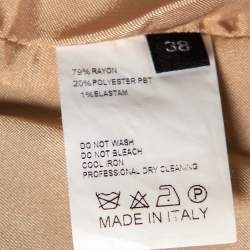 38
79% RAYON
20% POLYESTER PBT
1% ELASTAM
DO NOT WASH
DO NOT BLEACH
COOL IRON
PROFESSIONAL DRY CLEANING
P
MADE IN ITALY